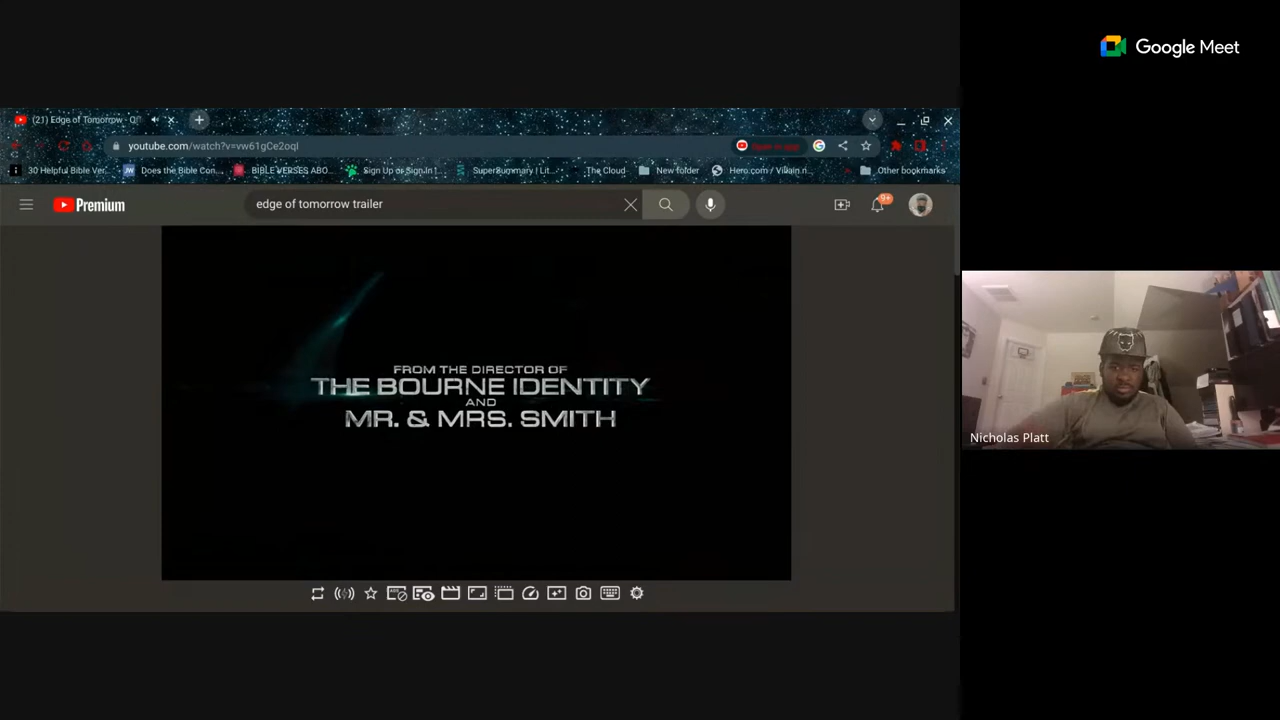 Google Meet
(21) Edge of Tomorrow - Of
youtube.com/watch?v=vw61gCe2oqI
30 Helpful Bible Ver...
Does the Bible Con...
BIBLE VERSES ABO...
Sign Up or Sign In |...
SuperSummary | Lit...
The Cloud
New folder
Hero.com / Villain.n...
Other bookmarks
Premium
edge of tomorrow trailer
9+
FROM THE DIRECTOR OF
THE BOURNE IDENTITY
AND
MR. & MRS. SMITH
Nicholas Platt